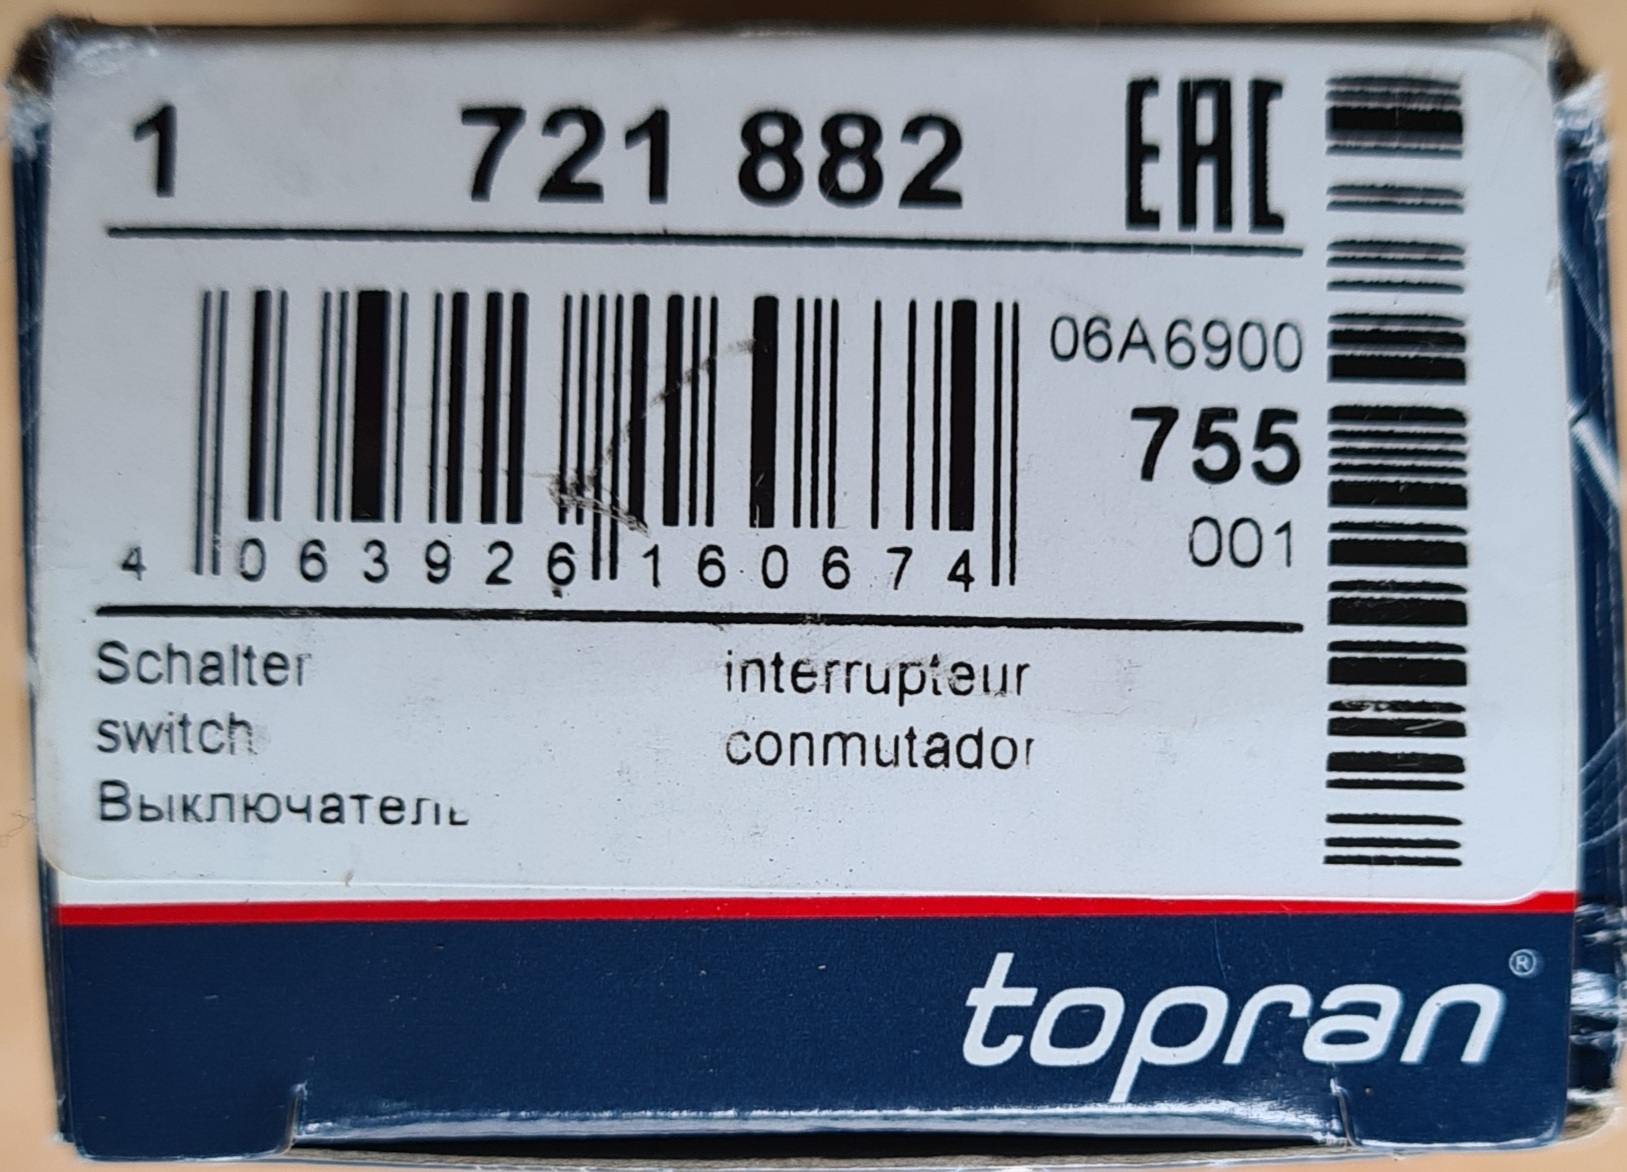 1 721 882 EAC
06A6900
755
001
4 063926 160674
Schalter
interrupteur
switch
conmutador
Выключатель
topran®